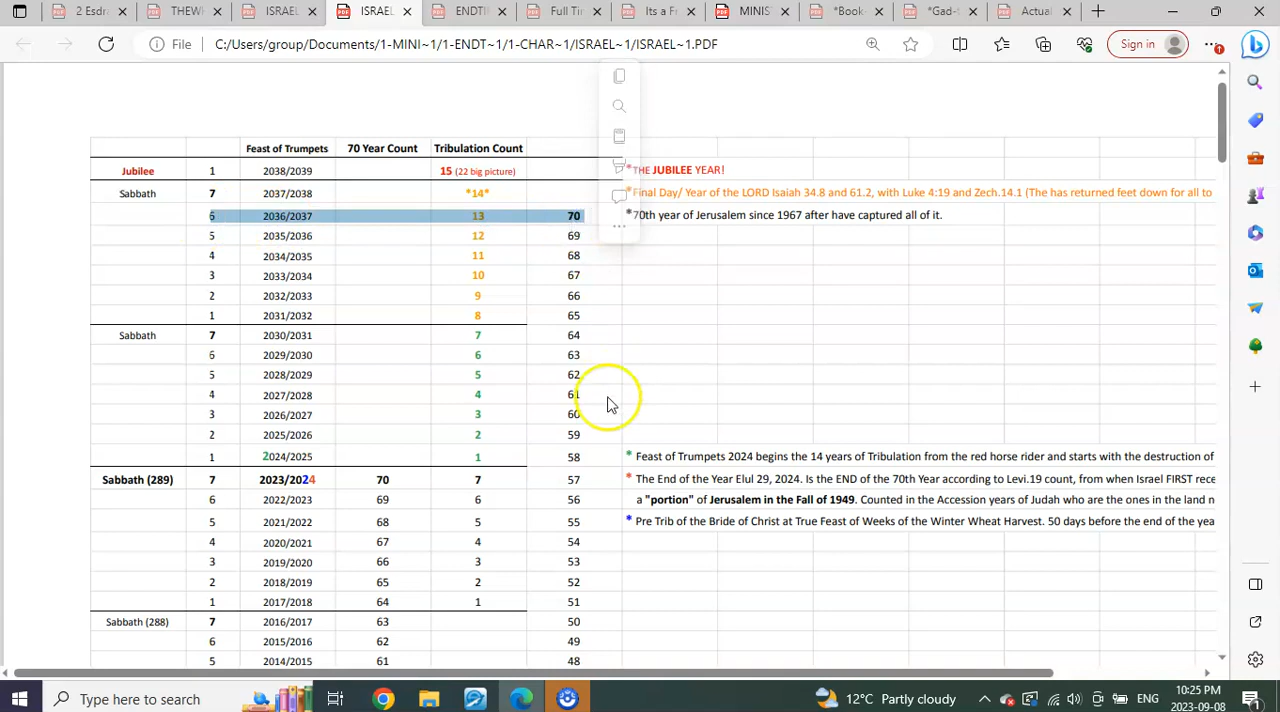 2 Esdra
THEW
ISRAEL
ISRAEL
ENDTI
Full Ti
Its a Fr
MINIS
*Book-
*Gad-t
Actual
File C:/Users/group/Documents/1-MINI~1/1-ENDT~1/1-CHAR~1/ISRAEL~1/ISRAEL~1.PDF Sign in
Feast of Trumpets 70 Year Count Tribulation Count
Jubilee 1 2038/2039 15 (22 big picture) *THE JUBILEE YEAR!
Sabbath 7 2037/2038 *14* *Final Day/ Year of the LORD Isaiah 34.8 and 61.2, with Luke 4:19 and Zech.14.1 (The has returned feet down for all to
6 2036/2037 13 70 *70th year of Jerusalem since 1967 after have captured all of it.
5 2035/2036 12 69
4 2034/2035 11 68
3 2033/2034 10 67
2 2032/2033 9 66
1 2031/2032 8 65
Sabbath 7 2030/2031 7 64
6 2029/2030 6 63
5 2028/2029 5 62
4 2027/2028 4 61
3 2026/2027 3 60
2 2025/2026 2 59
1 2024/2025 1 58 * Feast of Trumpets 2024 begins the 14 years of Tribulation from the red horse rider and starts with the destruction of
Sabbath (289) 7 2023/2024 70 7 57 * The End of the Year Elul 29, 2024. Is the END of the 70th Year according to Levi.19 count, from when Israel FIRST rece
6 2022/2023 69 6 56 a "portion" of Jerusalem in the Fall of 1949. Counted in the Accession years of Judah who are the ones in the land n
5 2021/2022 68 5 55 * Pre Trib of the Bride of Christ at True Feast of Weeks of the Winter Wheat Harvest. 50 days before the end of the yea
4 2020/2021 67 4 54
3 2019/2020 66 3 53
2 2018/2019 65 2 52
1 2017/2018 64 1 51
Sabbath (288) 7 2016/2017 63 50
6 2015/2016 62 49
5 2014/2015 61 48
Type here to search 12°C Partly cloudy ENG 10:25 PM
2023-09-08